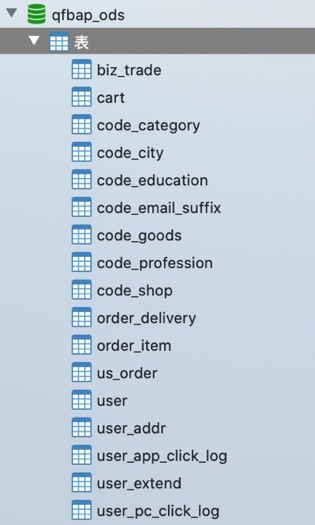 qfbap_ods
表
biz_trade
cart
code_category
code_city
code_education
code_email_suffix
code_goods
code_profession
code_shop
order_delivery
order_item
us_order
user
user_addr
user_app_click_log
user_extend
user_pc_click_log